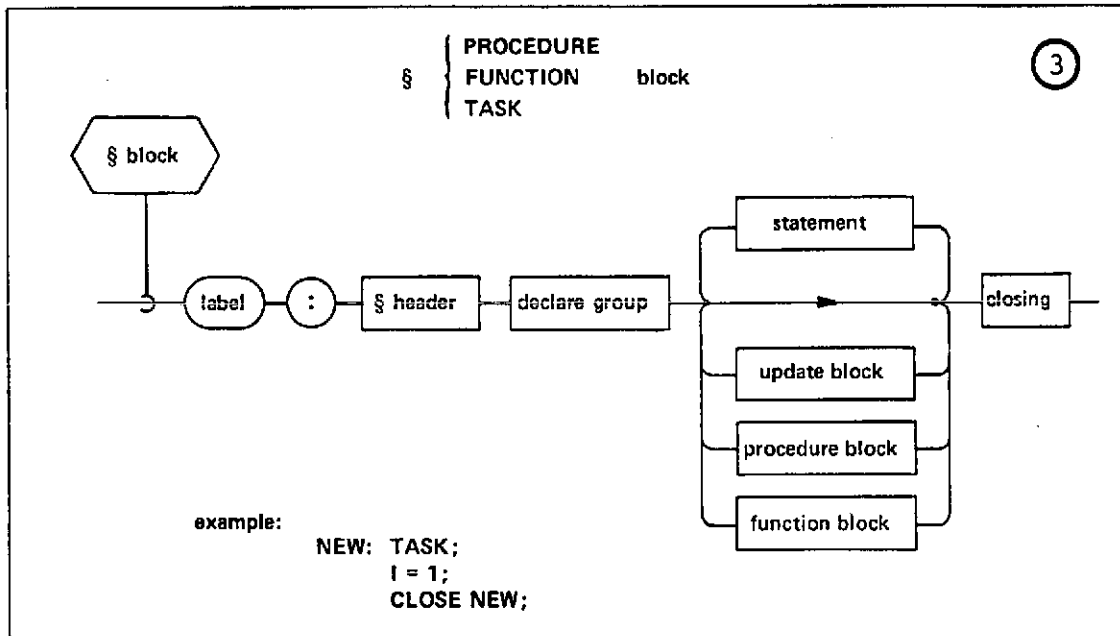 PROCEDURE
§ FUNCTION block
TASK
3
§ block
statement
label : § header declare group closing
update block
procedure block
function block
example:
NEW: TASK;
I = 1;
CLOSE NEW;